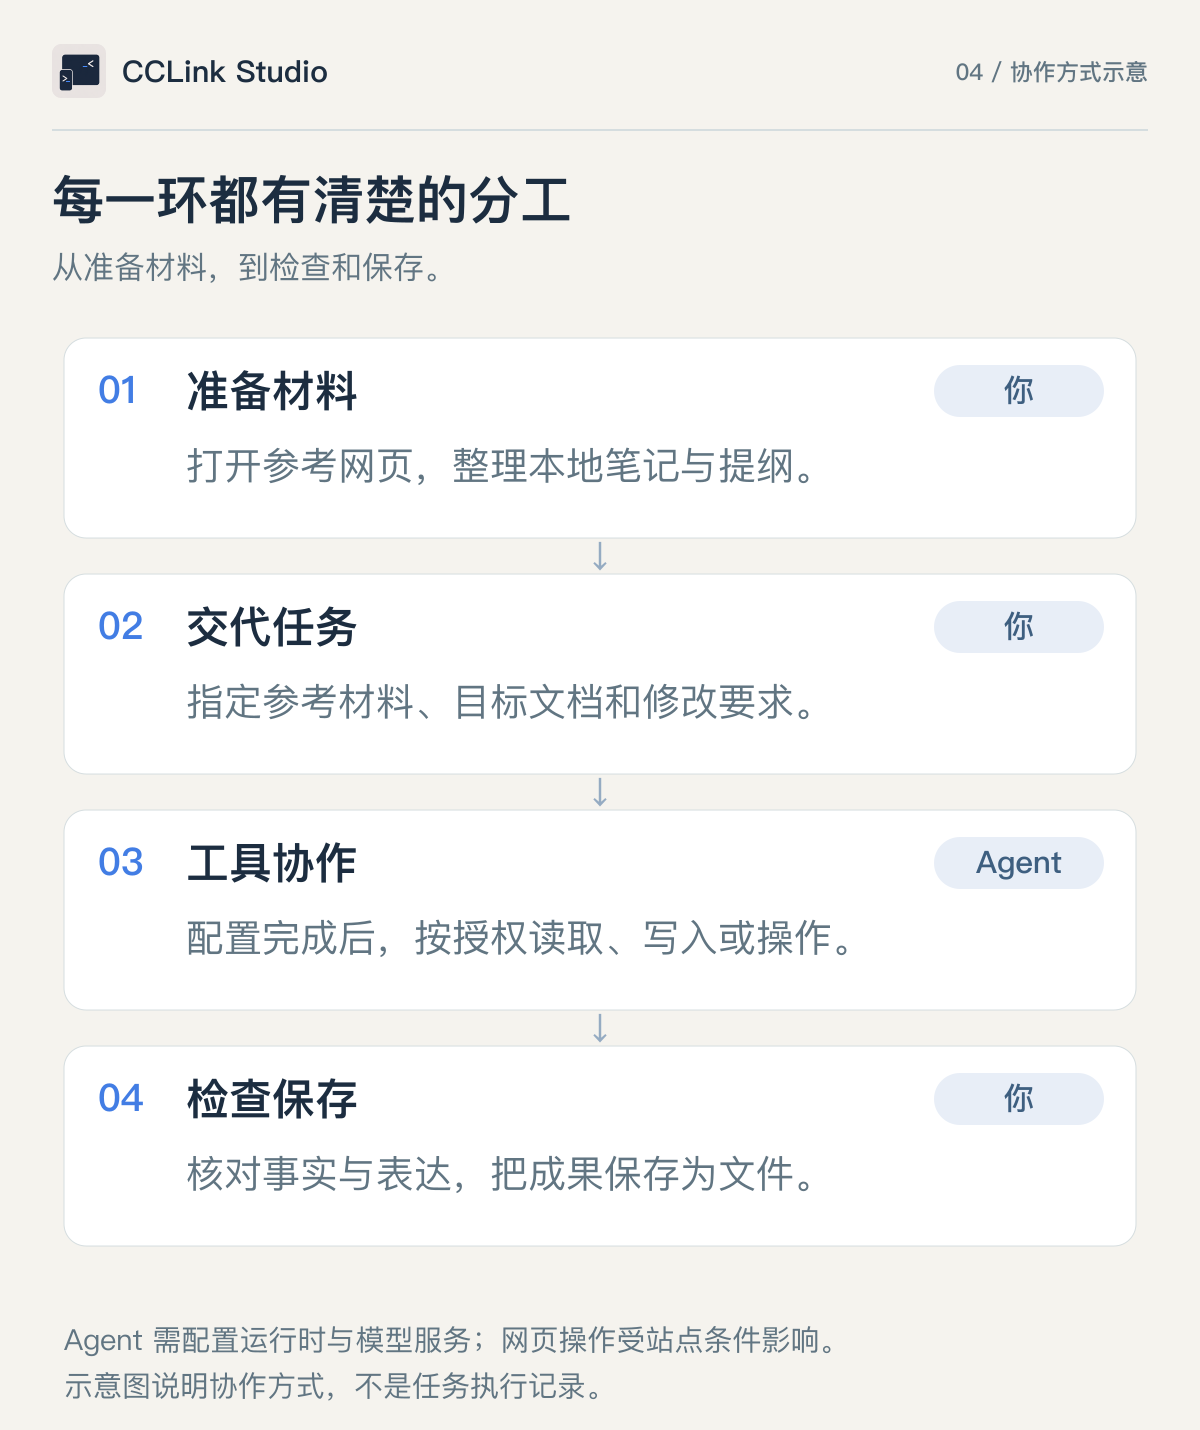 CCLink Studio
04 / 协作方式示意
每一环都有清楚的分工
从准备材料，到检查和保存。
01 准备材料 你
打开参考网页，整理本地笔记与提纲。
↓
02 交代任务 你
指定参考材料、目标文档和修改要求。
↓
03 工具协作 Agent
配置完成后，按授权读取、写入或操作。
↓
04 检查保存 你
核对事实与表达，把成果保存为文件。
Agent 需配置运行时与模型服务；网页操作受站点条件影响。
示意图说明协作方式，不是任务执行记录。